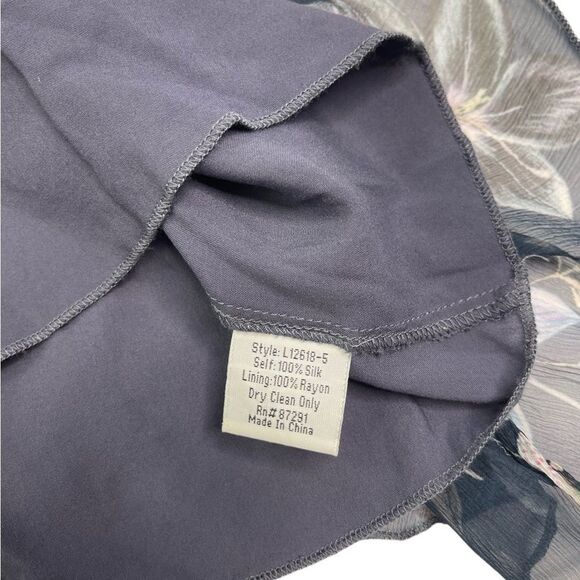 Style: L12618-5
Self: 100% Silk
Lining:100% Rayon
Dry Clean Only
Rn# 87291
Made In China